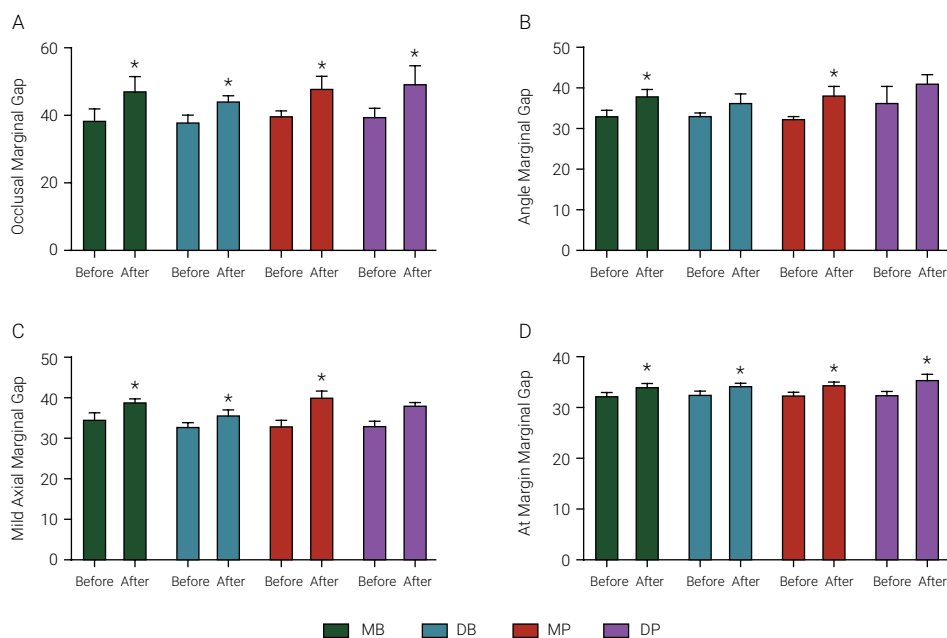 A
Occlusal Marginal Gap
60
40
20
0
* * * *
Before After Before After Before After Before After
B
Angle Marginal Gap
50
40
30
20
10
0
* *
Before After Before After Before After Before After
C
Mild Axial Marginal Gap
50
40
30
20
10
0
* * *
Before After Before After Before After Before After
D
At Margin Marginal Gap
40
30
20
10
0
* * * *
Before After Before After Before After Before After
MB DB MP DP